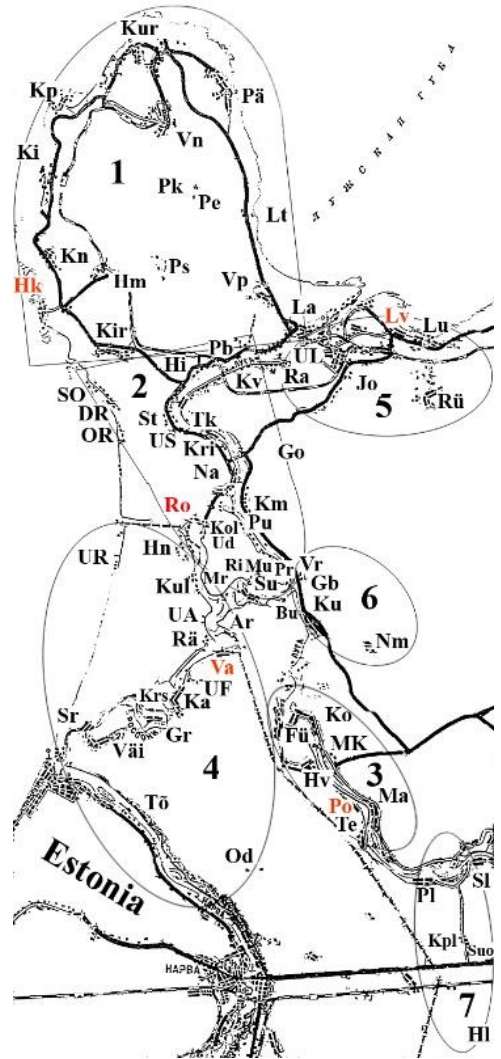 Kur
Kp
Pä
Vn
Ki
1
Pk
Pe
ЛУЖСКАЯ ГУБА
Lt
Kn
Ps
Hk
Hm
Vp
La
Lv
Kir
Ph
Lu
Hi
UL
2
Kv
Ra
Jo
SO
5
Rü
DR
St
Tk
OR
US
Kri
Go
Na
Ro
Km
Kol
Pu
Ud
Hn
UR
Ri
Mu
Pr
Vr
Mr
Su
Gb
6
Kul
Bu
Ku
UA
Ar
Nm
Rä
Va
Krs
UF
Ka
Sr
Ko
Gr
Fü
MK
Väi
4
3
Hv
Ma
Tõ
Po
Te
Od
Estonia
Sl
Pl
Kpl
Suo
НАРВА
7
Hl